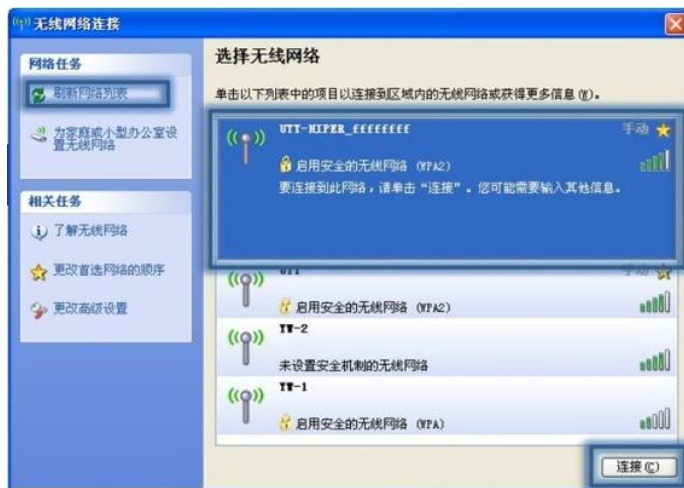 无线网络连接
网络任务
刷新网络列表
为家庭或小型办公室设
置无线网络
相关任务
了解无线网络
更改首选网络的顺序
更改高级设置
选择无线网络
单击以下列表中的项目以连接到区域内的无线网络或获得更多信息(W)。
UTT-HIPER_ffffffff
手动
启用安全的无线网络 (WPA2)
要连接到此网络，请单击“连接”。您可能需要输入其他信息。
UTT
手动
启用安全的无线网络 (WPA2)
YW-2
未设置安全机制的无线网络
YW-1
启用安全的无线网络 (WPA)
连接(C)